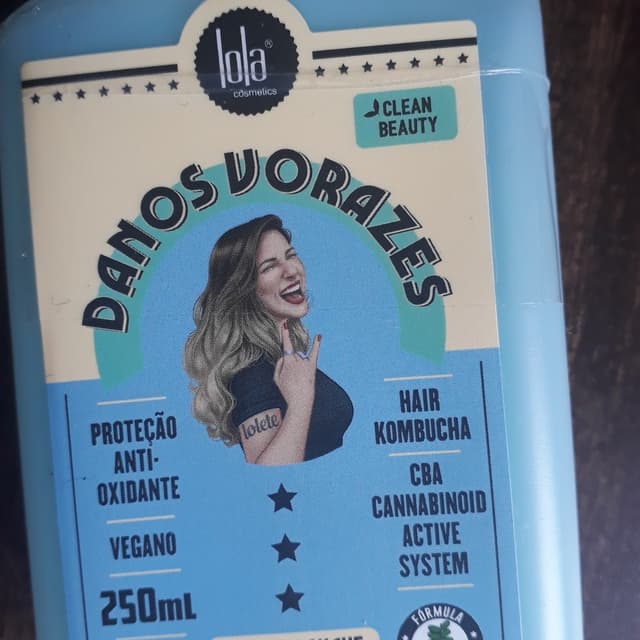 lola®
cosmetics
CLEAN
BEAUTY
DANOS VORAZES
lolete
PROTEÇÃO
ANTI-
OXIDANTE
VEGANO
250mL
HAIR
KOMBUCHA
CBA
CANNABINOID
ACTIVE
SYSTEM
FÓRMULA